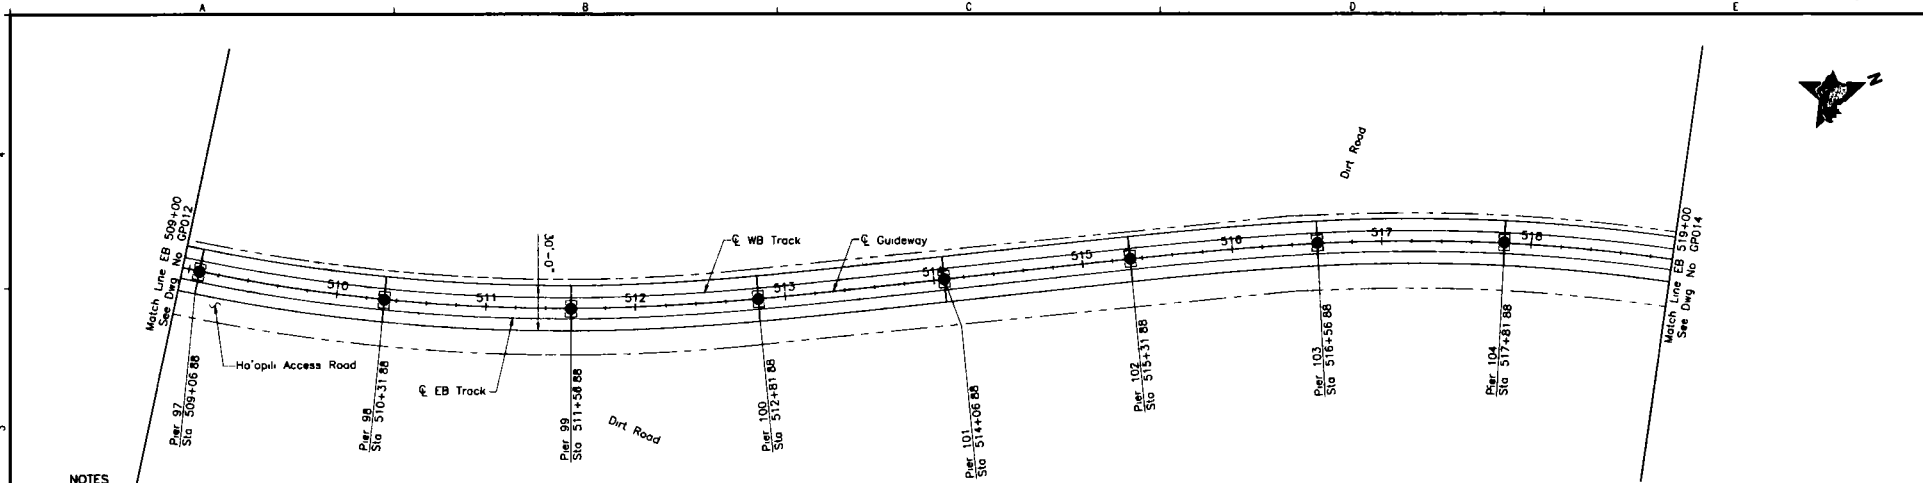 A B C D E
4
N
Dirt Road
Match Line EB 509+00
See Dwg No GP012
30'-0"
℄ WB Track
℄ Guideway
510 511 512 513 514 515 516 517 518
Match Line EB 519+00
See Dwg No GP014
Ha'opili Access Road
℄ EB Track
Dirt Road
Pier 97
Sta 509+06 88
Pier 98
Sta 510+31 88
Pier 99
Sta 511+56 88
Pier 100
Sta 512+81 88
Pier 101
Sta 514+06 88
Pier 102
Sta 515+31 88
Pier 103
Sta 516+56 88
Pier 104
Sta 517+81 88
3
NOTES